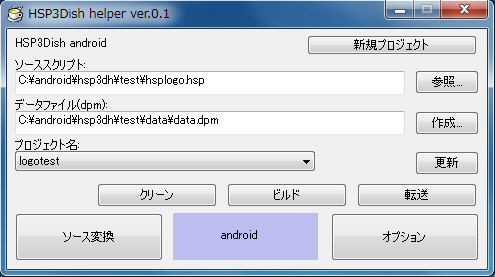 HSP3Dish helper ver.0.1
HSP3Dish android
新規プロジェクト
ソーススクリプト:
C:¥android¥hsp3dh¥test¥hsplogo.hsp
参照...
データファイル(dpm):
C:¥android¥hsp3dh¥test¥data¥data.dpm
作成...
プロジェクト名:
logotest
更新
クリーン
ビルド
転送
ソース変換
android
オプション